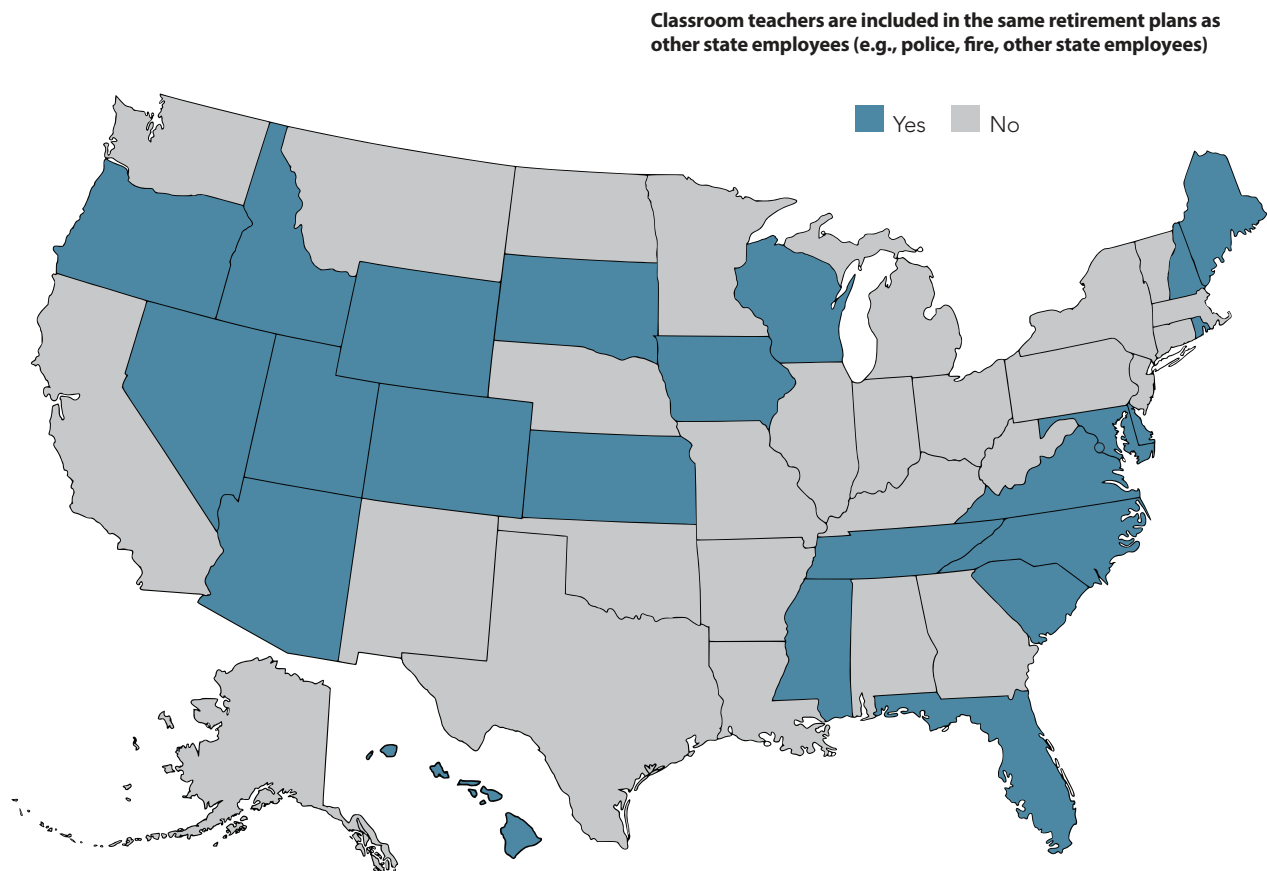 Classroom teachers are included in the same retirement plans as
other state employees (e.g., police, fire, other state employees)
Yes No